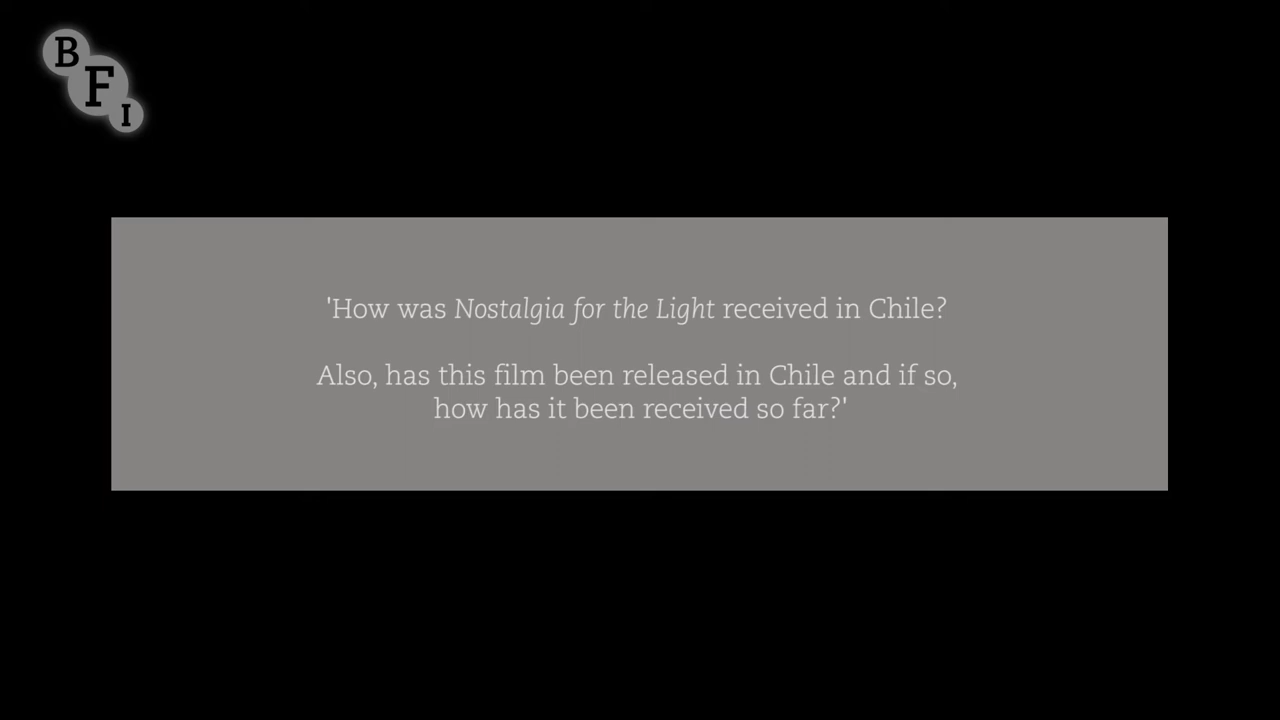 BFI
'How was Nostalgia for the Light received in Chile?
Also, has this film been released in Chile and if so,
how has it been received so far?'